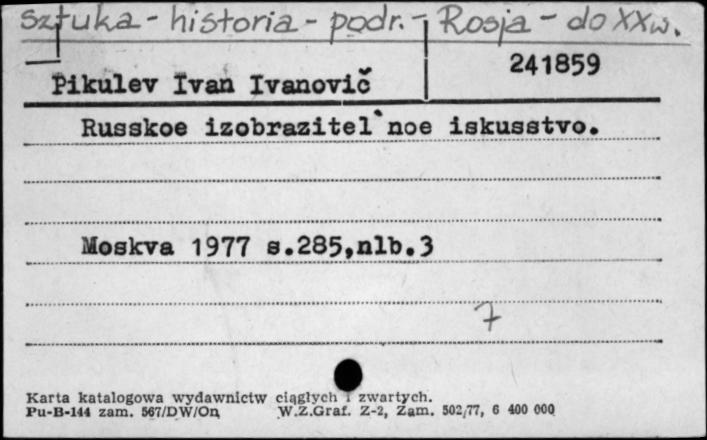 sztuka - historia - podr. - Rosja - do XX w.
241859
Pikulev Ivan Ivanovič
Russkoe izobrazitel'noe iskusstvo.
Moskva 1977 s.285,nlb.3
7
Karta katalogowa wydawnictw ciągłych i zwartych.
Pu-B-144 zam. 567/DW/On W.Z.Graf. Z-2, Zam. 502/77, 6 400 000